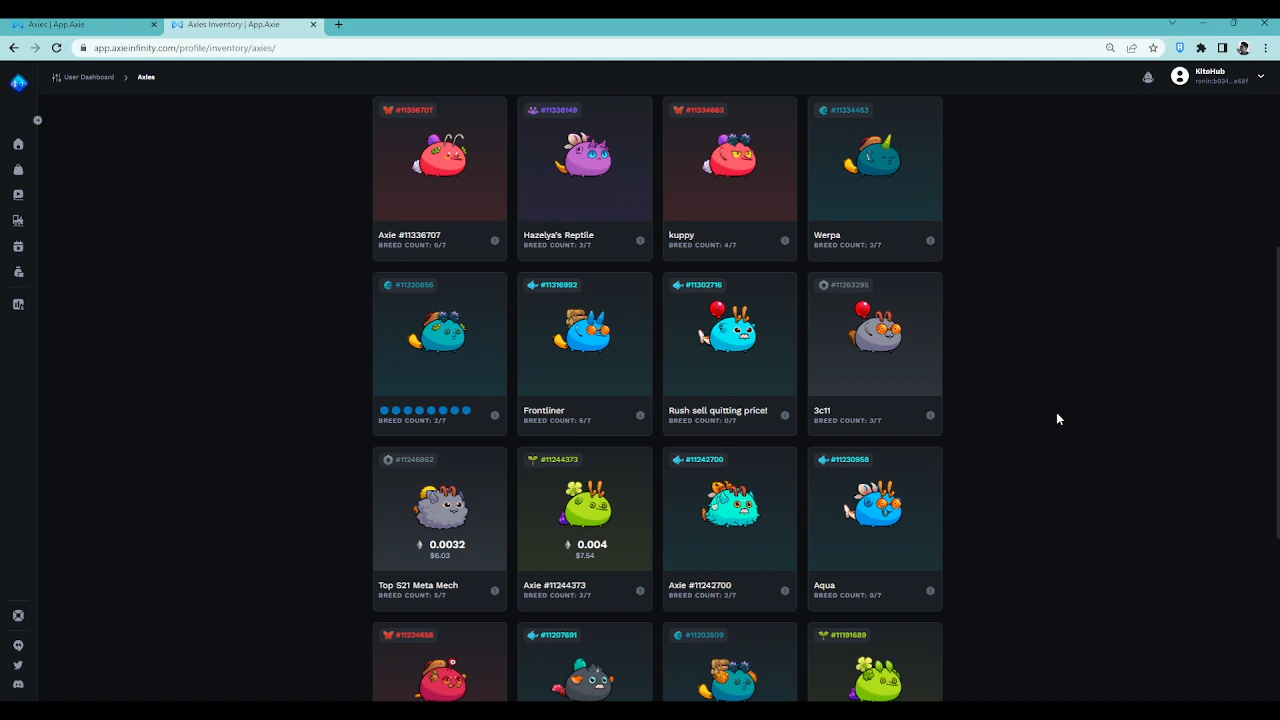 Axies | App.Axie
Axies Inventory | App.Axie
app.axieinfinity.com/profile/inventory/axies/
User Dashboard
Axies
KitoHub
ronin:b034...e68f
#11336707
#11336149
#11334663
#11334453
Axie #11336707
Hazelya's Reptile
kuppy
Werpa
BREED COUNT: 0/7
BREED COUNT: 3/7
BREED COUNT: 4/7
BREED COUNT: 3/7
#11320856
#11316992
#11302716
#11263295
Frontliner
Rush sell quitting price!
3c11
BREED COUNT: 2/7
BREED COUNT: 5/7
BREED COUNT: 0/7
BREED COUNT: 3/7
#11246862
#11244373
#11242700
#11230958
0.0032
0.004
$6.03
$7.54
Top S21 Meta Mech
Axie #11244373
Axie #11242700
Aqua
BREED COUNT: 5/7
BREED COUNT: 3/7
BREED COUNT: 2/7
BREED COUNT: 0/7
#11224658
#11207691
#11203509
#11191689